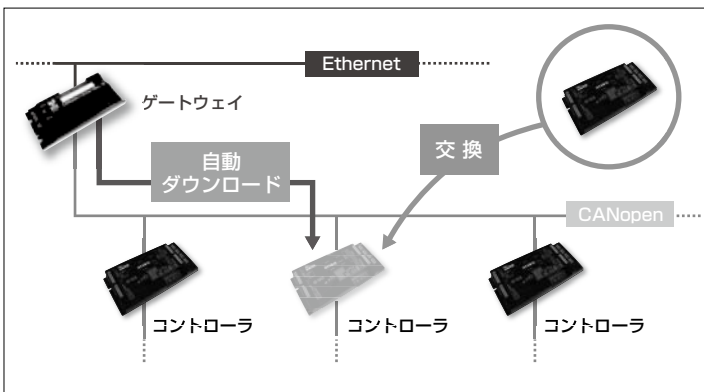 Ethernet
ゲートウェイ
交 換
自動
ダウンロード
CANopen
コントローラ
コントローラ
コントローラ